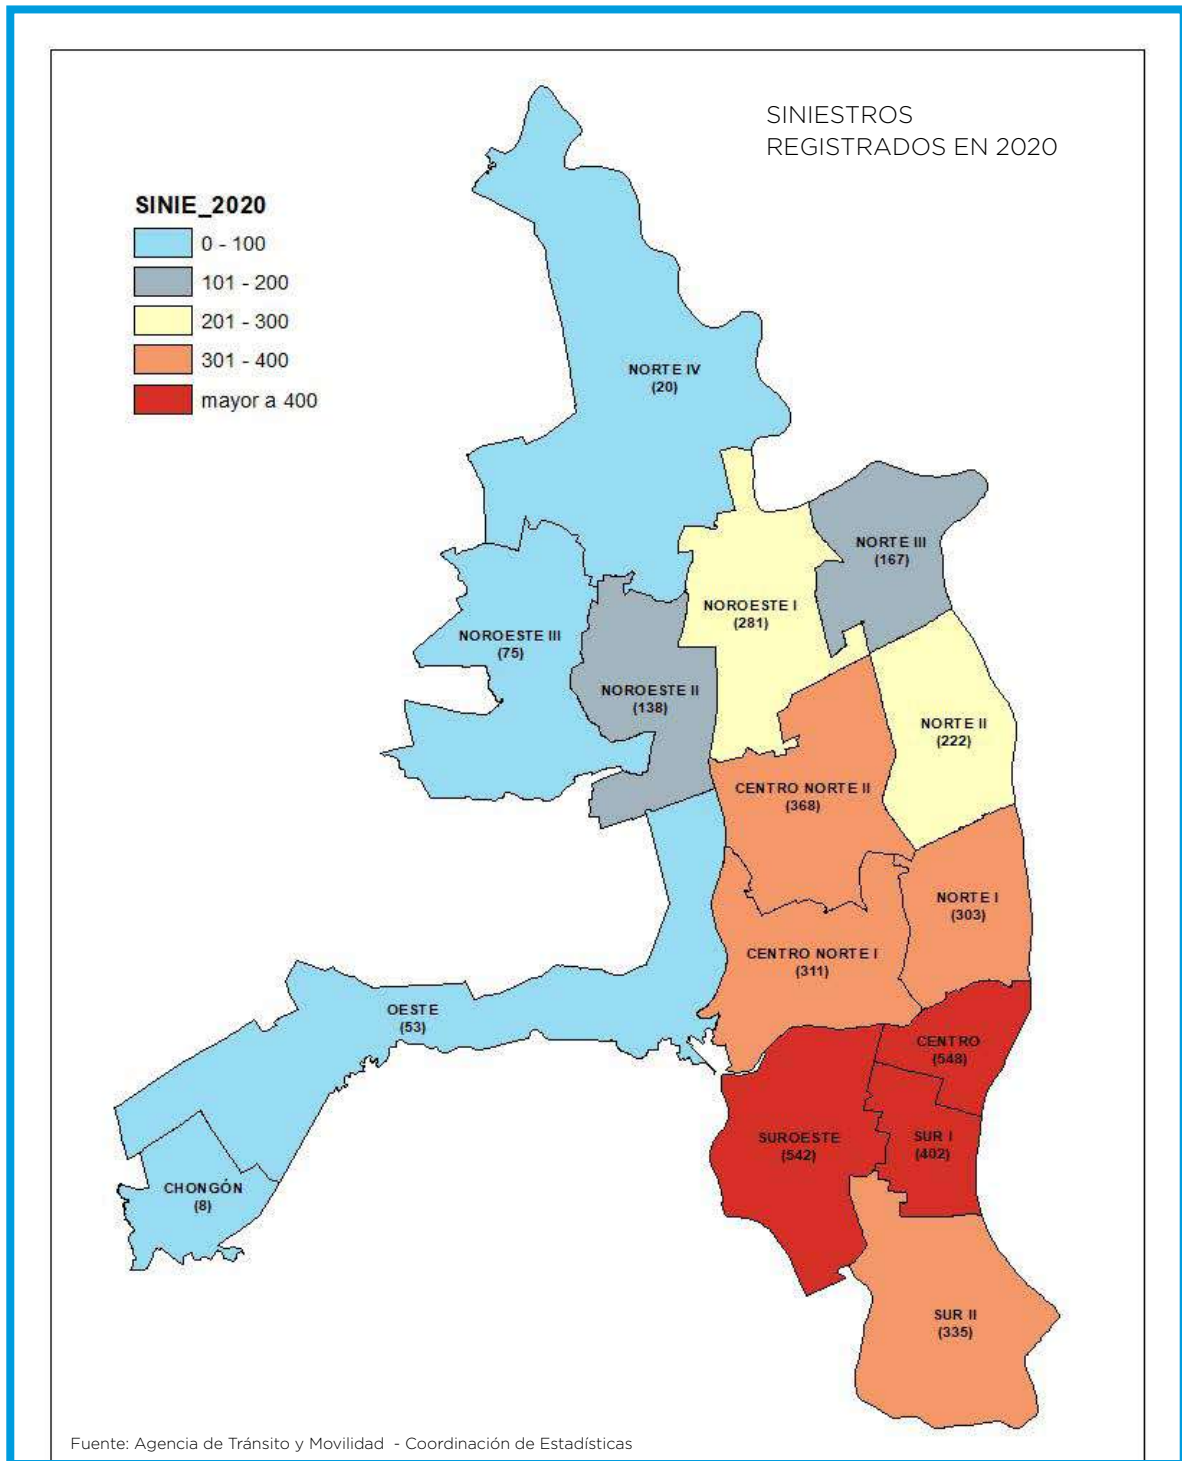 SINIESTROS
REGISTRADOS EN 2020
SINIE_2020
0 - 100
101 - 200
201 - 300
301 - 400
mayor a 400
NORTE IV
(20)
NORTE III
(167)
NOROESTE I
(281)
NOROESTE III
(75)
NOROESTE II
(138)
NORTE II
(222)
CENTRO NORTE II
(368)
NORTE I
(303)
CENTRO NORTE I
(311)
OESTE
(53)
CENTRO
(548)
SUROESTE
(542)
SUR I
(402)
CHONGÓN
(8)
SUR II
(335)
Fuente: Agencia de Tránsito y Movilidad - Coordinación de Estadísticas